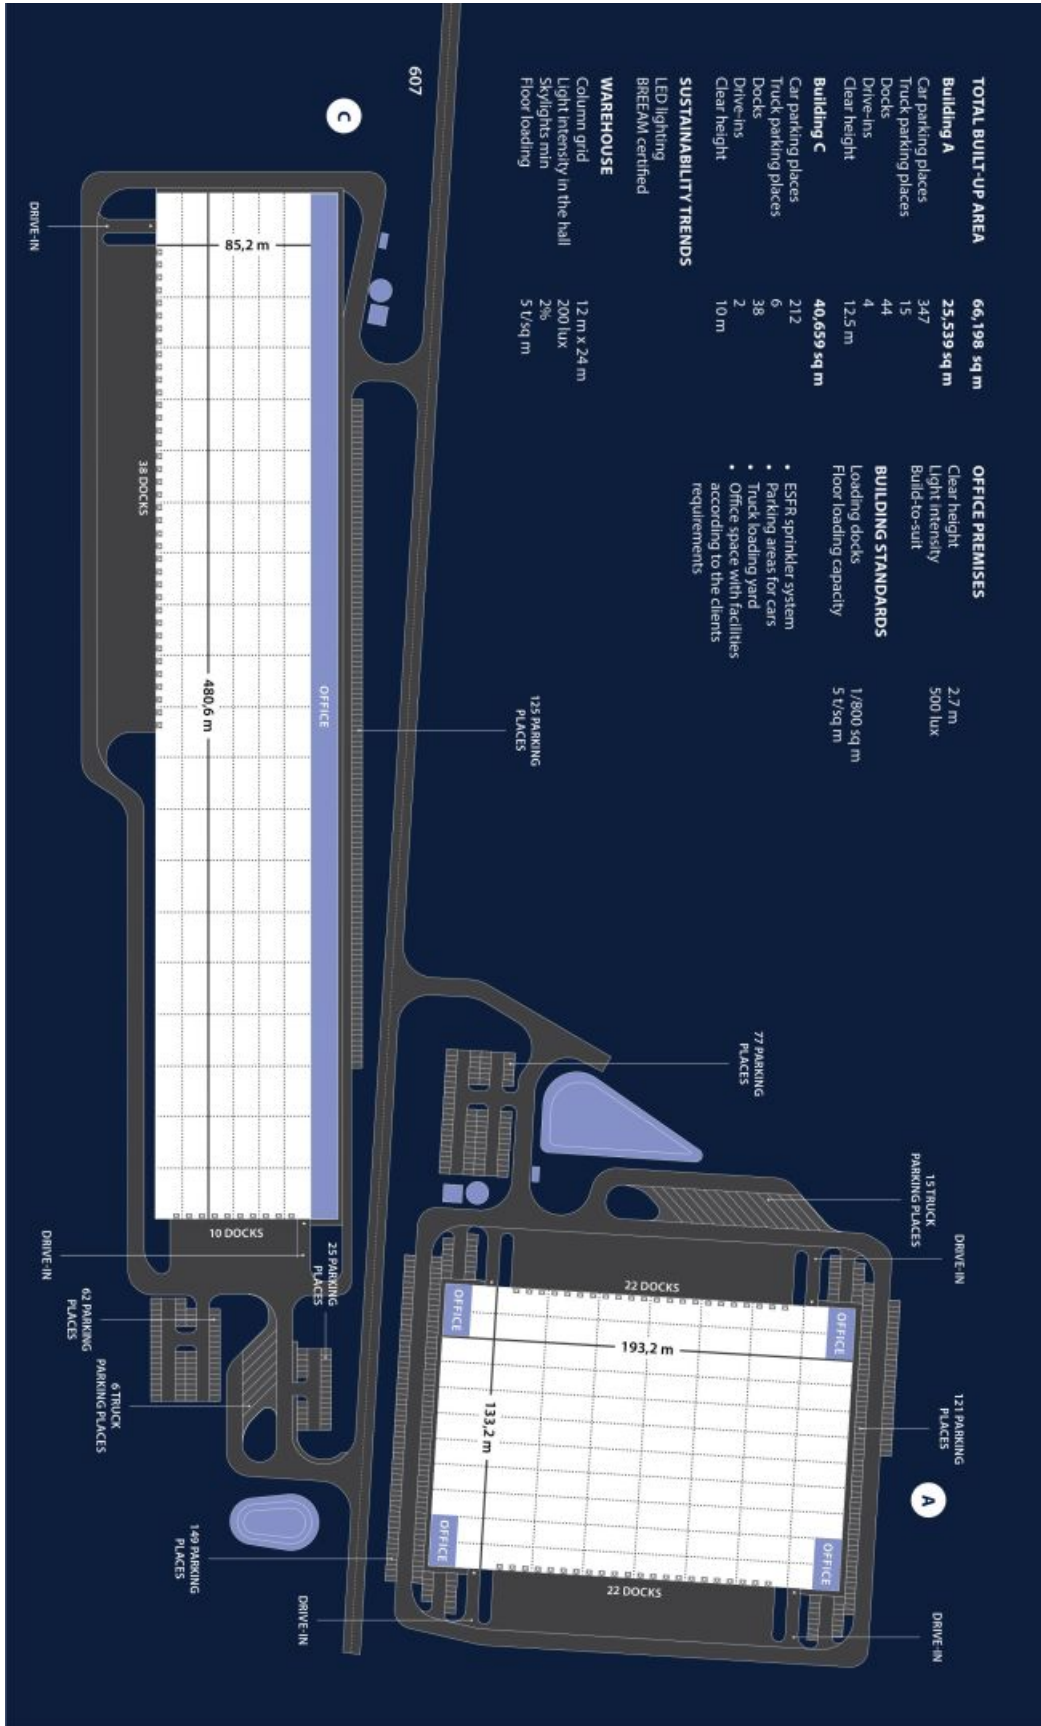 TOTAL BUILT-UP AREA 66,198 sq m
Building A 25,539 sq m
Car parking places 347
Truck parking places 15
Docks 44
Drive-ins 4
Clear height 12.5 m
Building C 40,659 sq m
Car parking places 212
Truck parking places 6
Docks 38
Drive-ins 2
Clear height 10 m
SUSTAINABILITY TRENDS
LED lighting
BREEAM certified
WAREHOUSE
Column grid 12 m x 24 m
Light intensity in the hall 200 lux
Skylights min 2%
Floor loading 5 t/sq m
OFFICE PREMISES
Clear height 2.7 m
Light intensity 500 lux
Build-to-suit
BUILDING STANDARDS
Loading docks 1/800 sq m
Floor loading capacity 5 t/sq m
• ESFR sprinkler system
• Parking areas for cars
• Truck loading yard
• Office space with facilities
according to the clients
requirements
607
C
DRIVE-IN
85,2 m
38 DOCKS
480,6 m
OFFICE
125 PARKING
PLACES
10 DOCKS
DRIVE-IN
25 PARKING
PLACES
62 PARKING
PLACES
6 TRUCK
PARKING PLACES
77 PARKING
PLACES
15 TRUCK
PARKING PLACES
DRIVE-IN
22 DOCKS
OFFICE
OFFICE
193,2 m
133,2 m
121 PARKING
PLACES
A
OFFICE
OFFICE
22 DOCKS
149 PARKING
PLACES
DRIVE-IN
DRIVE-IN